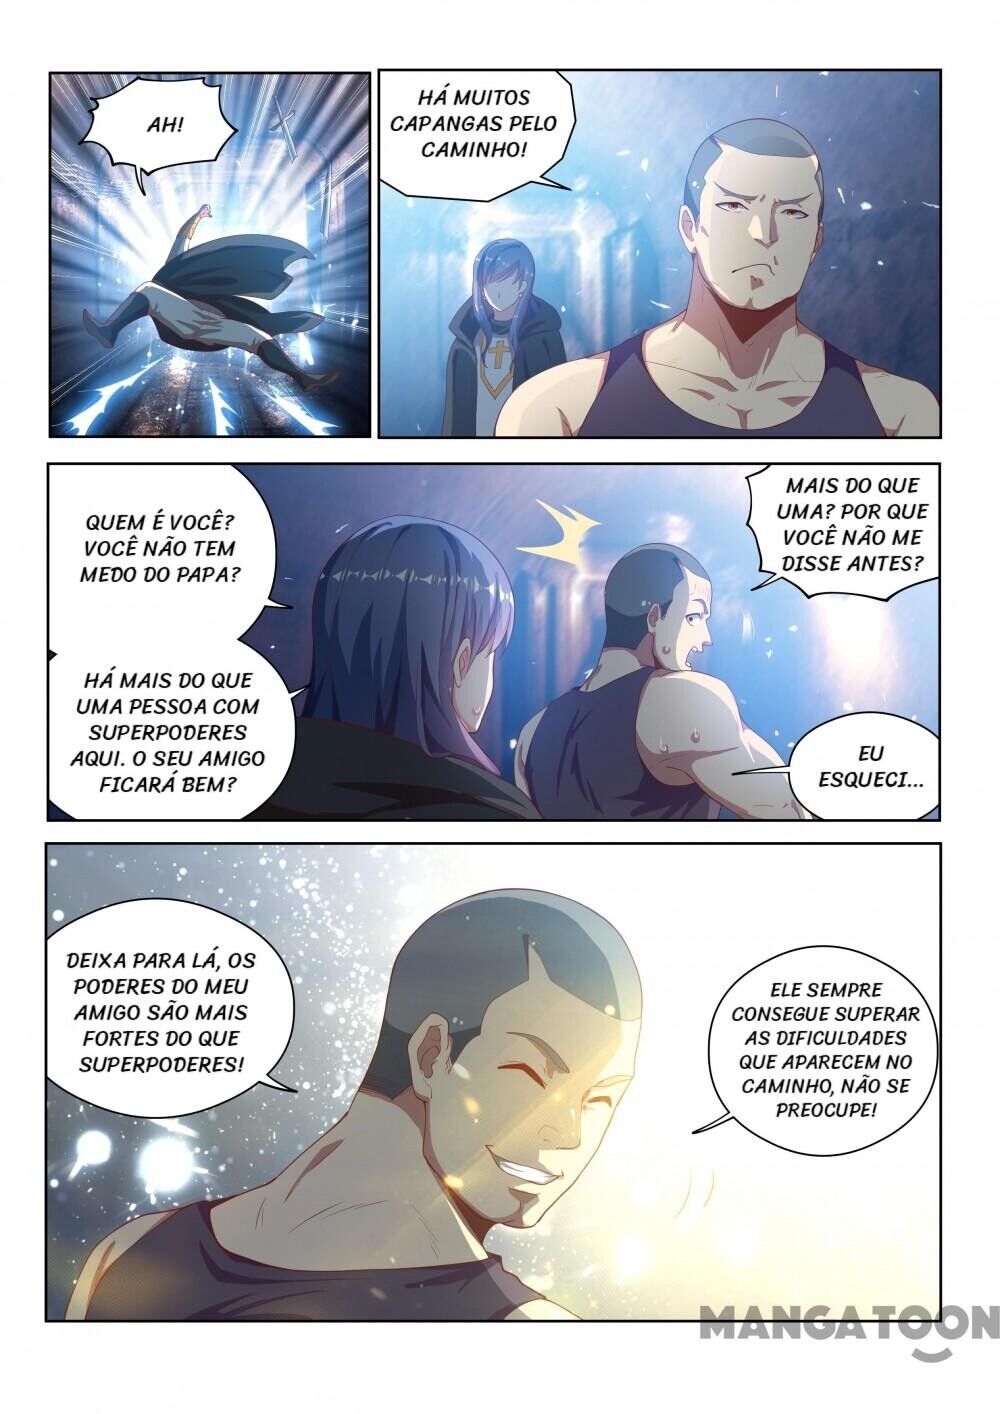 AH!
HÁ MUITOS
CAPANGAS PELO
CAMINHO!
QUEM É VOCÊ?
VOCÊ NÃO TEM
MEDO DO PAPA?
HÁ MAIS DO QUE
UMA PESSOA COM
SUPERPODERES
AQUI. O SEU AMIGO
FICARÁ BEM?
MAIS DO QUE
UMA? POR QUE
VOCÊ NÃO ME
DISSE ANTES?
EU
ESQUECI...
DEIXA PARA LÁ, OS
PODERES DO MEU
AMIGO SÃO MAIS
FORTES DO QUE
SUPERPODERES!
ELE SEMPRE
CONSEGUE SUPERAR
AS DIFICULDADES
QUE APARECEM NO
CAMINHO, NÃO SE
PREOCUPE!
MANGATOON